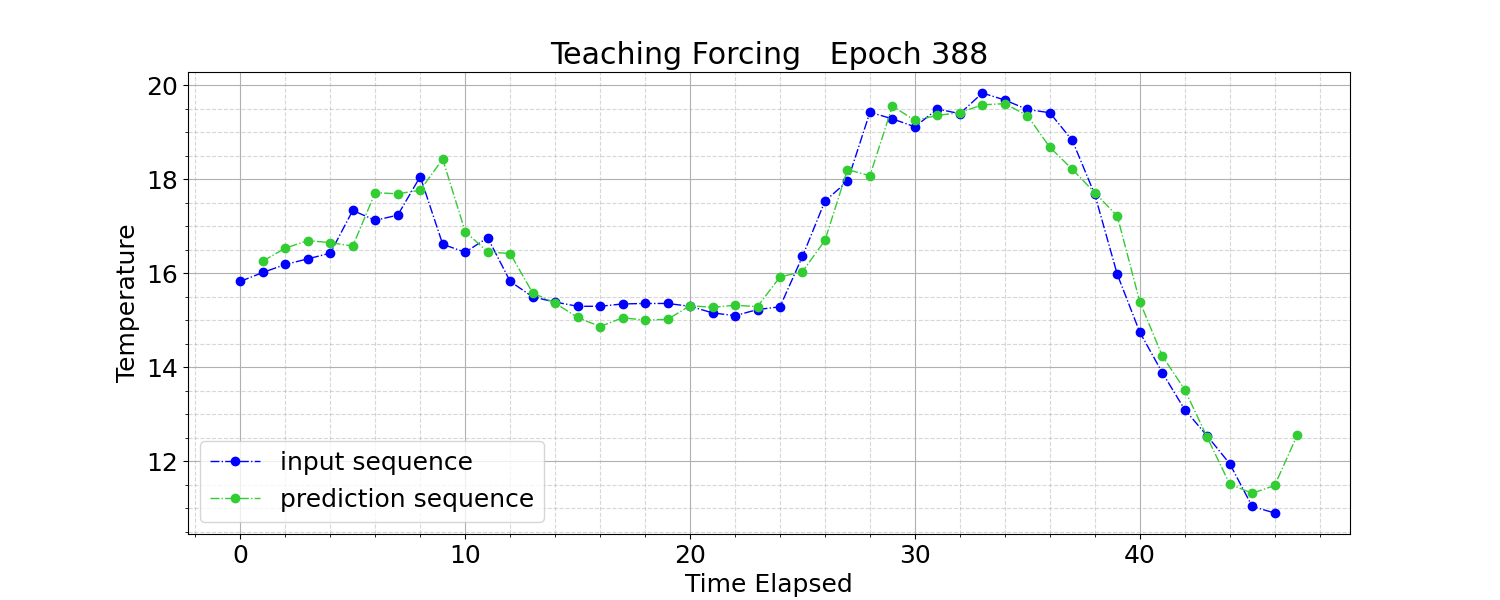 Teaching Forcing   Epoch 388
Temperature
20
18
16
14
12
input sequence
prediction sequence
0 10 20 30 40
Time Elapsed